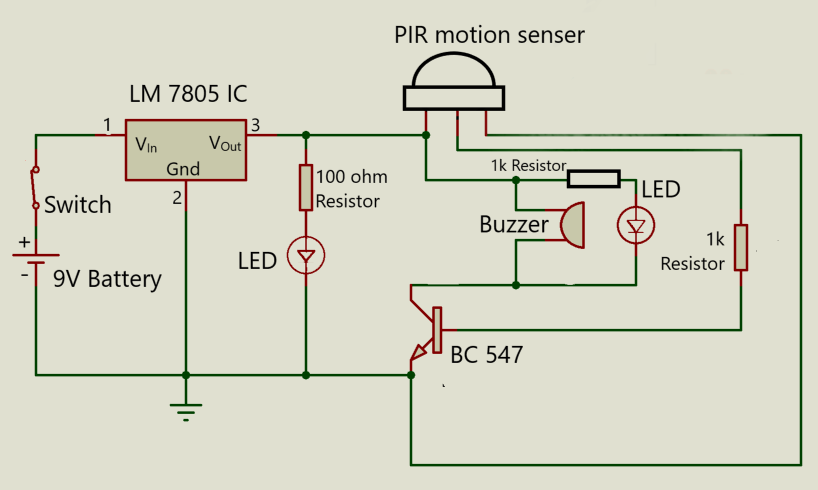 PIR motion senser
LM 7805 IC
1
3
VIn
VOut
Gnd
2
1k Resistor
100 ohm
Resistor
LED
Switch
Buzzer
+
LED
1k
Resistor
-
9V Battery
BC 547